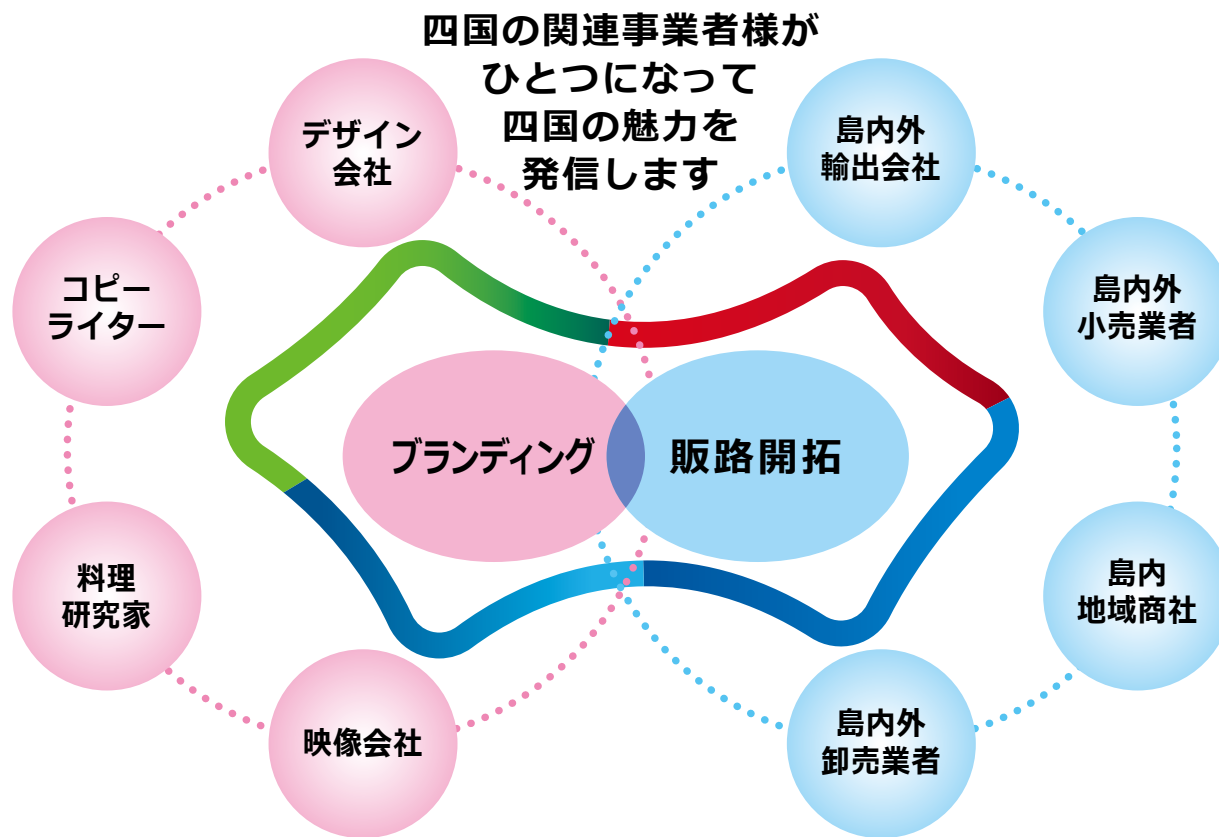 四国の関連事業者様が
ひとつになって
四国の魅力を
発信します
デザイン
会社
コピー
ライター
料理
研究家
映像会社
ブランディング
販路開拓
島内外
輸出会社
島内外
小売業者
島内
地域商社
島内外
卸売業者